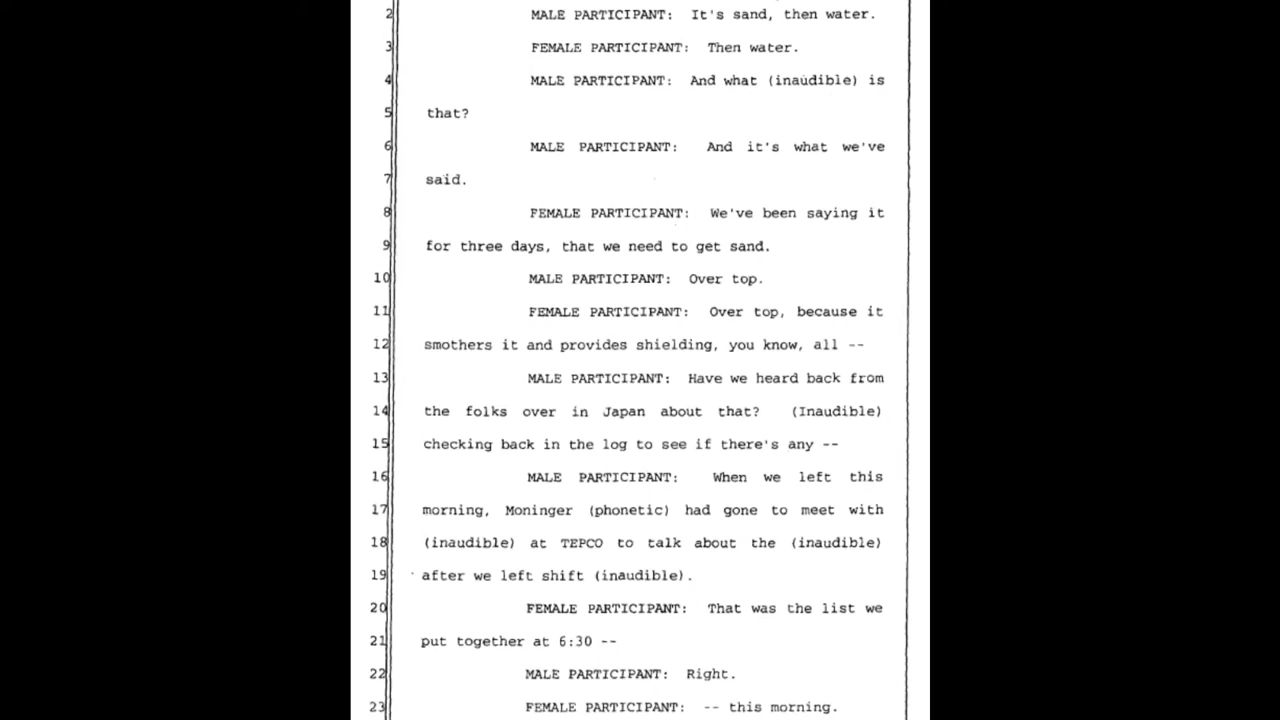 2 MALE PARTICIPANT: It's sand, then water.
3 FEMALE PARTICIPANT: Then water.
4 MALE PARTICIPANT: And what (inaudible) is
5 that?
6 MALE PARTICIPANT: And it's what we've
7 said.
8 FEMALE PARTICIPANT: We've been saying it
9 for three days, that we need to get sand.
10 MALE PARTICIPANT: Over top.
11 FEMALE PARTICIPANT: Over top, because it
12 smothers it and provides shielding, you know, all --
13 MALE PARTICIPANT: Have we heard back from
14 the folks over in Japan about that? (Inaudible)
15 checking back in the log to see if there's any --
16 MALE PARTICIPANT: When we left this
17 morning, Moninger (phonetic) had gone to meet with
18 (inaudible) at TEPCO to talk about the (inaudible)
19 after we left shift (inaudible).
20 FEMALE PARTICIPANT: That was the list we
21 put together at 6:30 --
22 MALE PARTICIPANT: Right.
23 FEMALE PARTICIPANT: -- this morning.